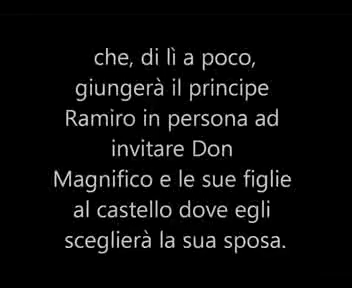 che, di lì a poco,
giungerà il principe
Ramiro in persona ad
invitare Don
Magnifico e le sue figlie
al castello dove egli
sceglierà la sua sposa.